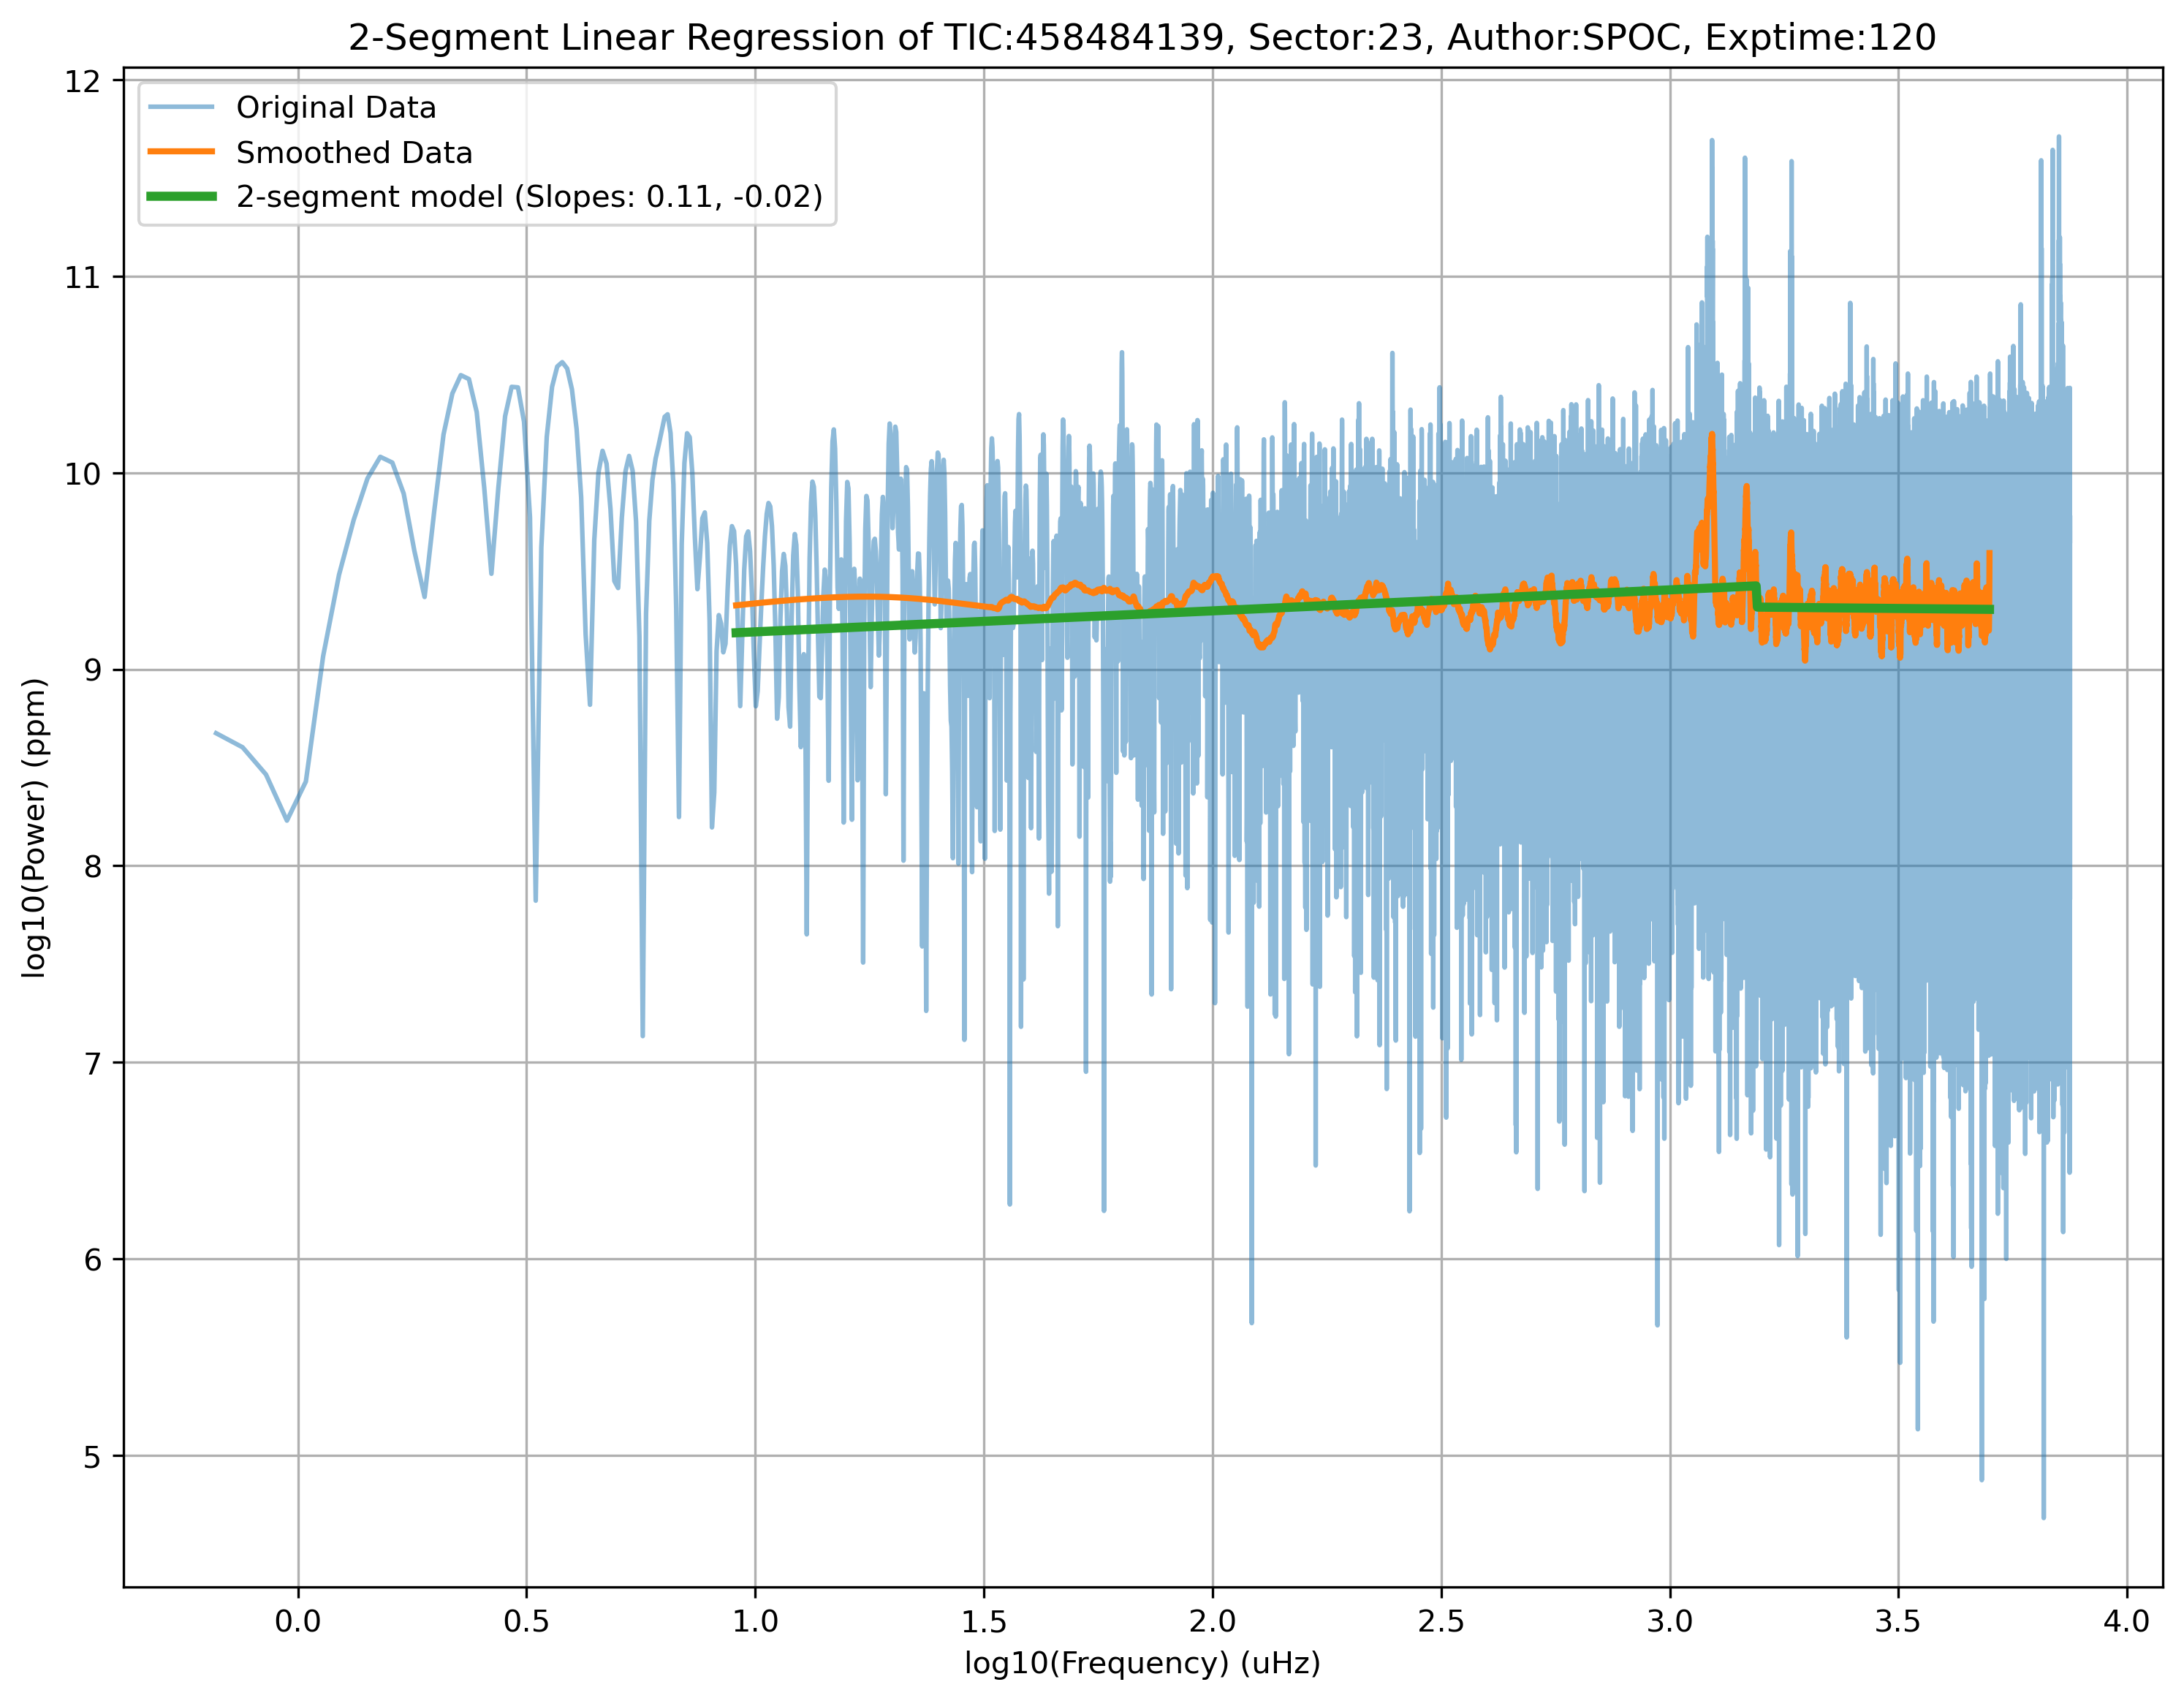 2-Segment Linear Regression of TIC:458484139, Sector:23, Author:SPOC, Exptime:120
Original Data
Smoothed Data
2-segment model (Slopes: 0.11, -0.02)
log10(Power) (ppm)
12
11
10
9
8
7
6
5
0.0 0.5 1.0 1.5 2.0 2.5 3.0 3.5 4.0
log10(Frequency) (uHz)